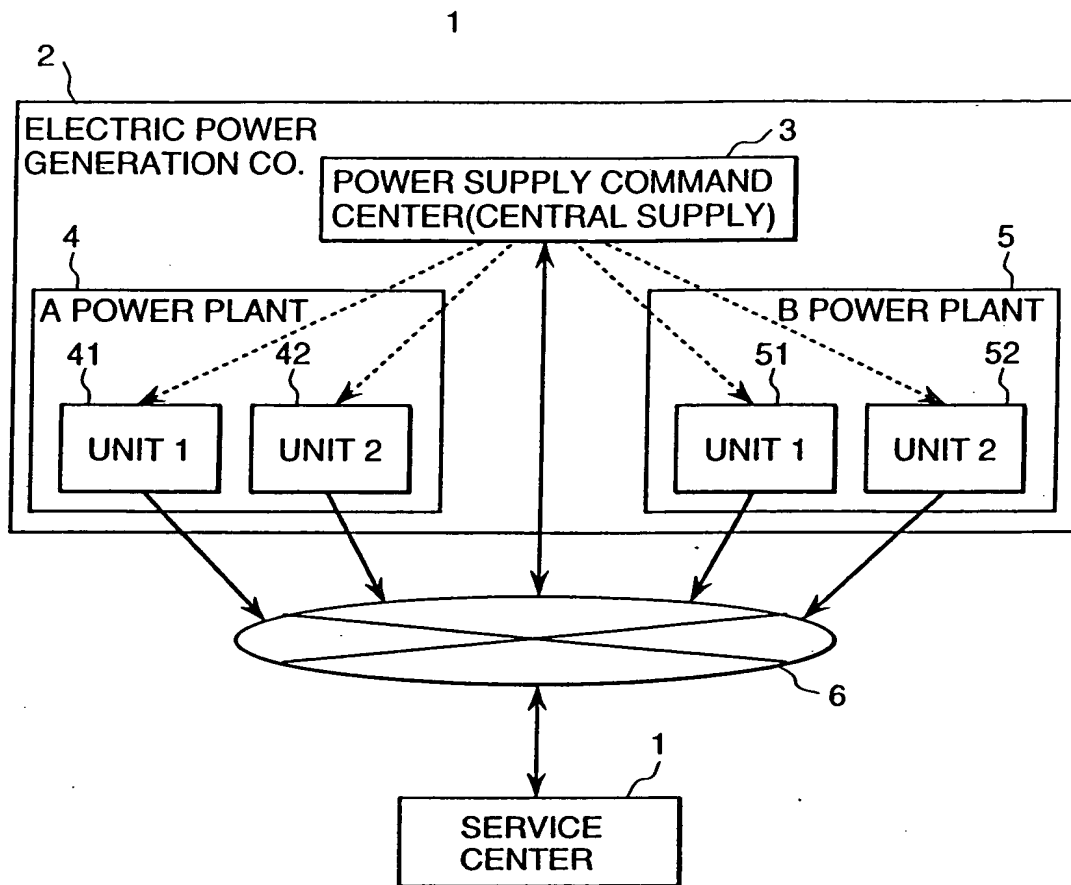 1
2
ELECTRIC POWER
GENERATION CO.
3
POWER SUPPLY COMMAND
CENTER(CENTRAL SUPPLY)
4
A POWER PLANT
41
42
UNIT 1
UNIT 2
5
B POWER PLANT
51
52
UNIT 1
UNIT 2
6
1
SERVICE
CENTER